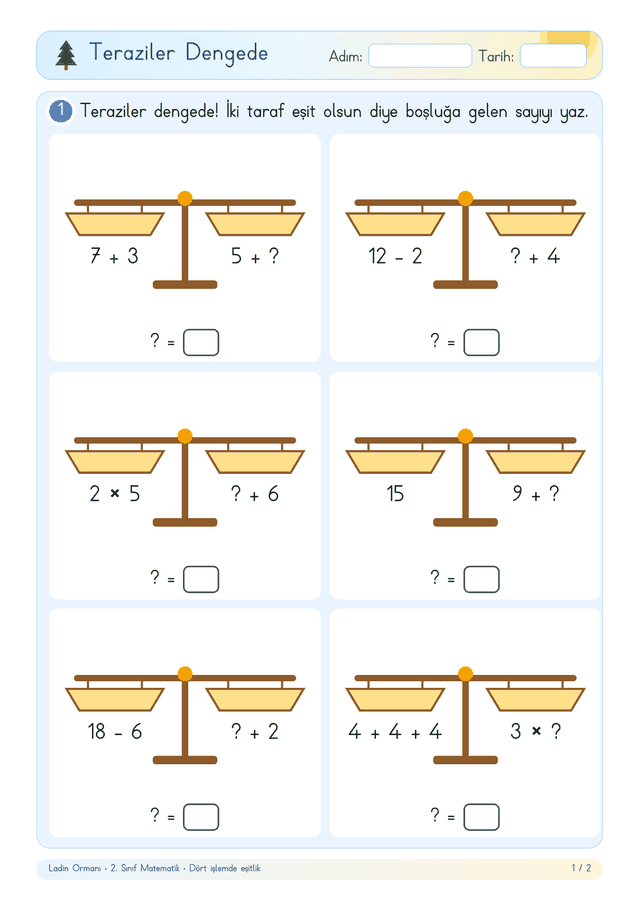 Teraziler Dengede
Adım:
Tarih:
1 Teraziler dengede! İki taraf eşit olsun diye boşluğa gelen sayıyı yaz.
7 + 3
5 + ?
? =
12 - 2
? + 4
? =
2 × 5
? + 6
? =
15
9 + ?
? =
18 - 6
? + 2
? =
4 + 4 + 4
3 × ?
? =
Ladin Ormanı • 2. Sınıf Matematik • Dört işlemde eşitlik
1 / 2